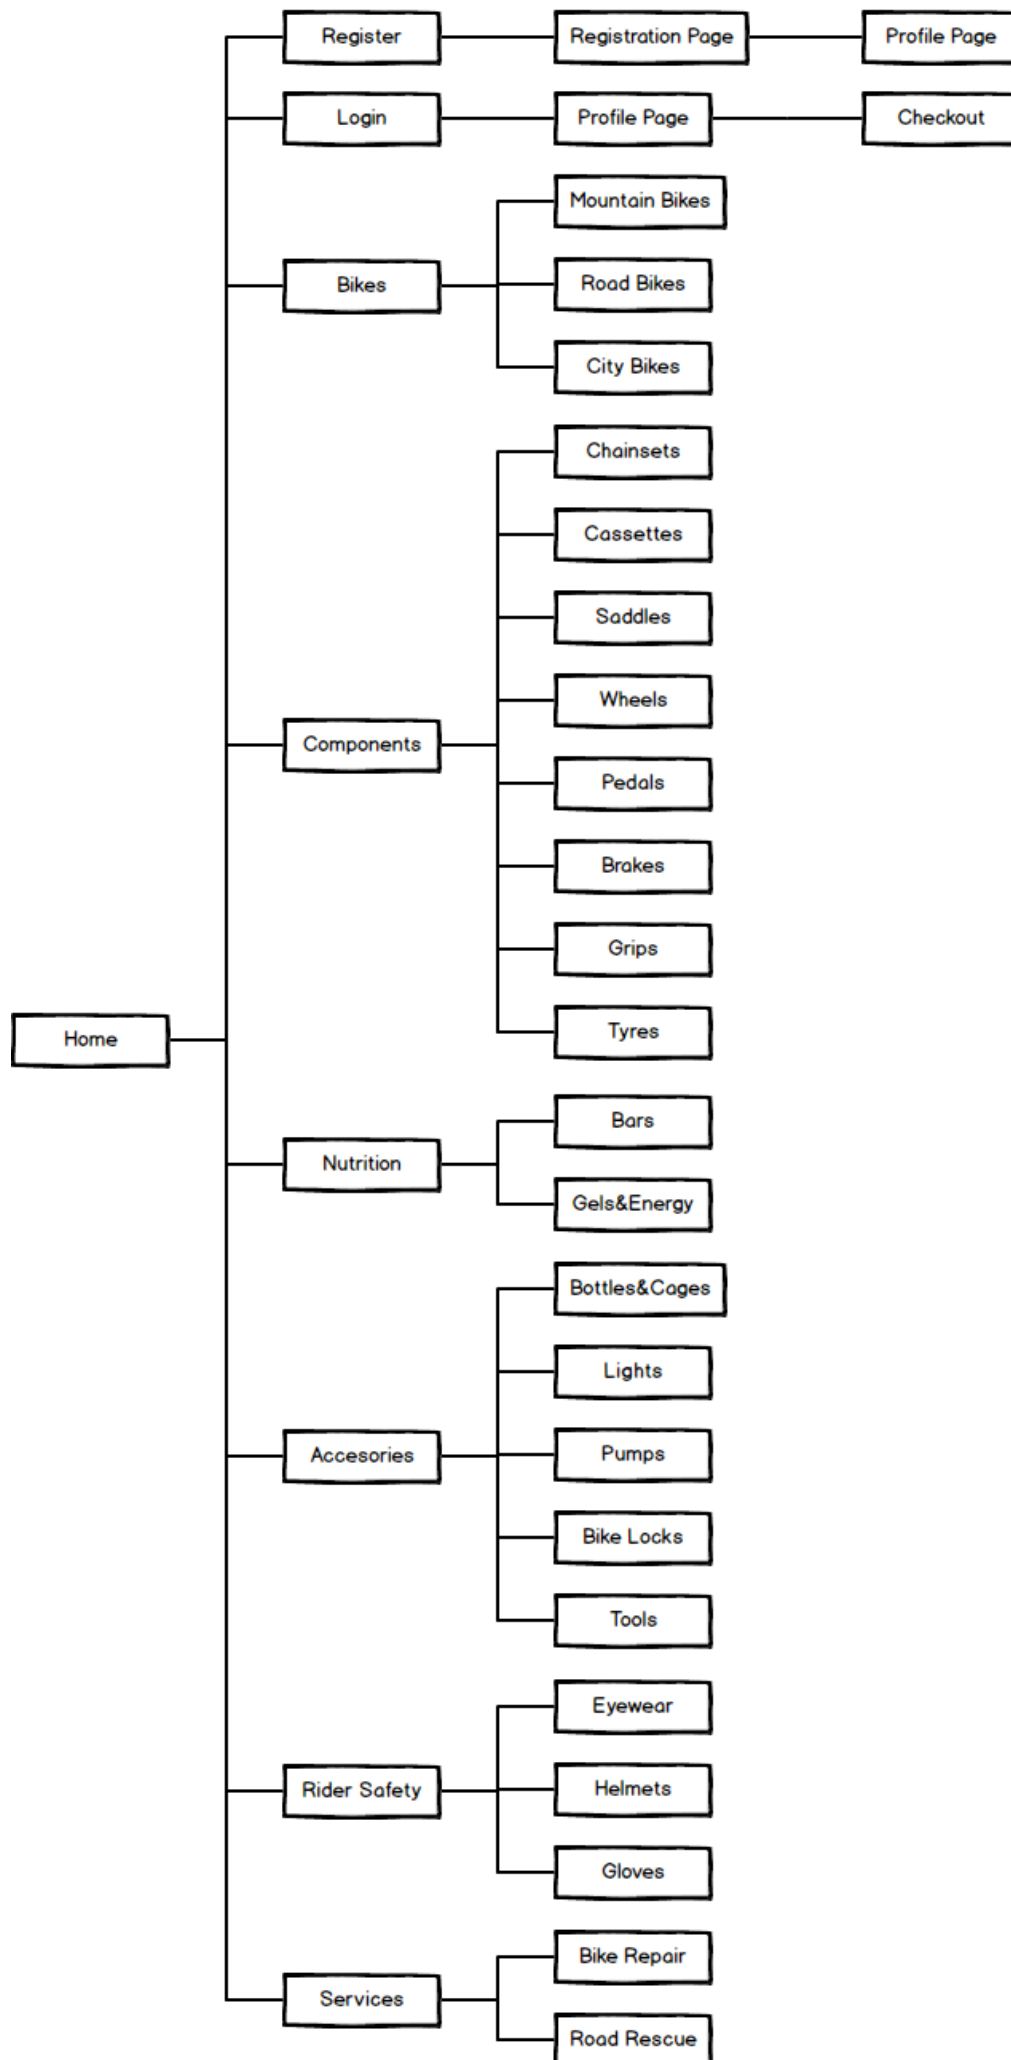 Register
Registration Page
Profile Page
Login
Profile Page
Checkout
Mountain Bikes
Bikes
Road Bikes
City Bikes
Chainsets
Cassettes
Saddles
Wheels
Components
Pedals
Brakes
Grips
Tyres
Home
Bars
Nutrition
Gels&Energy
Bottles&Cages
Lights
Accesories
Pumps
Bike Locks
Tools
Eyewear
Rider Safety
Helmets
Gloves
Bike Repair
Services
Road Rescue